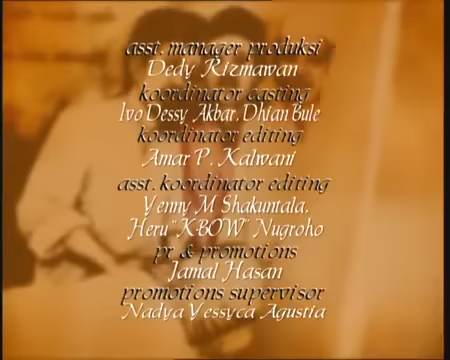 asst. manager produksi
Dedy Rizmawan
koordinator casting
Ivo Dessy Akbar, Dhian Bule
koordinator editing
Amar P. Kalwani
asst. koordinator editing
Yenny M Shakuntala,
Heru "K-BOW" Nugroho
pr & promotions
Jamal Hasan
promotions supervisor
Nadya Yessyca Agustia